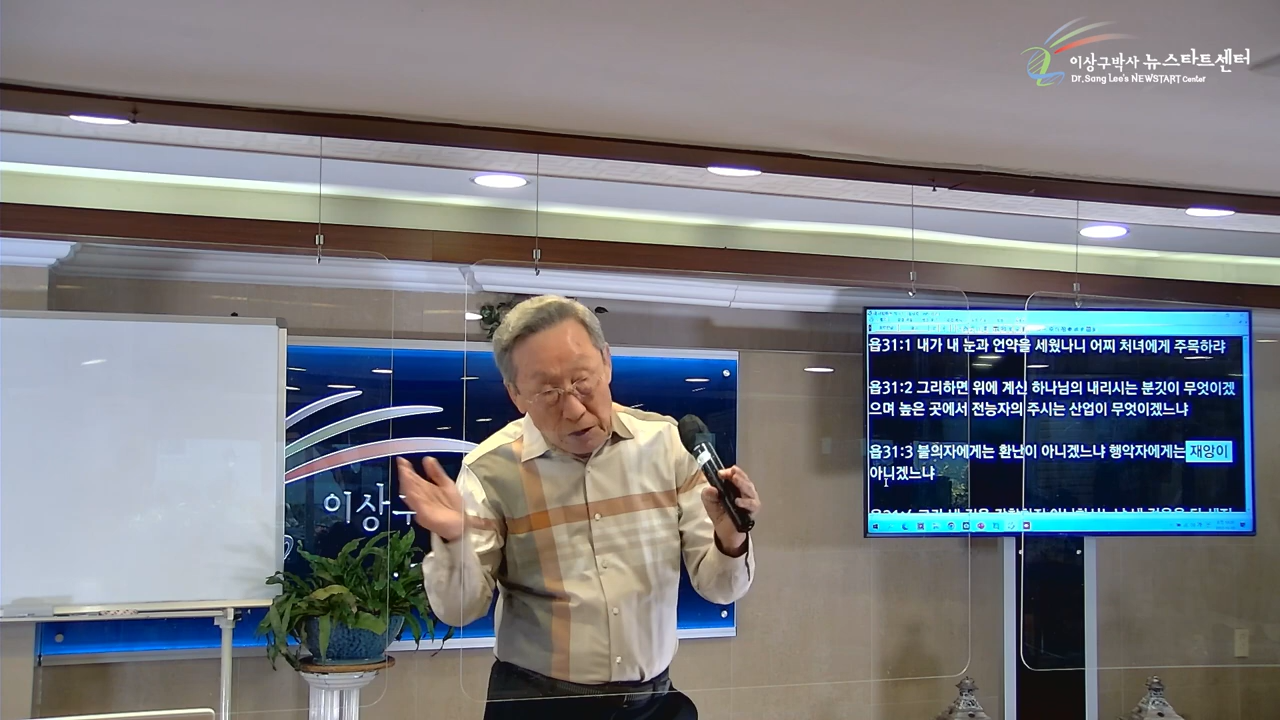 이상구박사 뉴스타트센터
Dr. Sang Lee's NEWSTART Center
욥31:1 내가 내 눈과 언약을 세웠나니 어찌 처녀에게 주목하랴
욥31:2 그리하면 위에 계신 하나님의 내리시는 분깃이 무엇이겠
으며 높은 곳에서 전능자의 주시는 산업이 무엇이겠느냐
욥31:3 불의자에게는 환난이 아니겠느냐 행악자에게는 재앙이
아니겠느냐
이상구